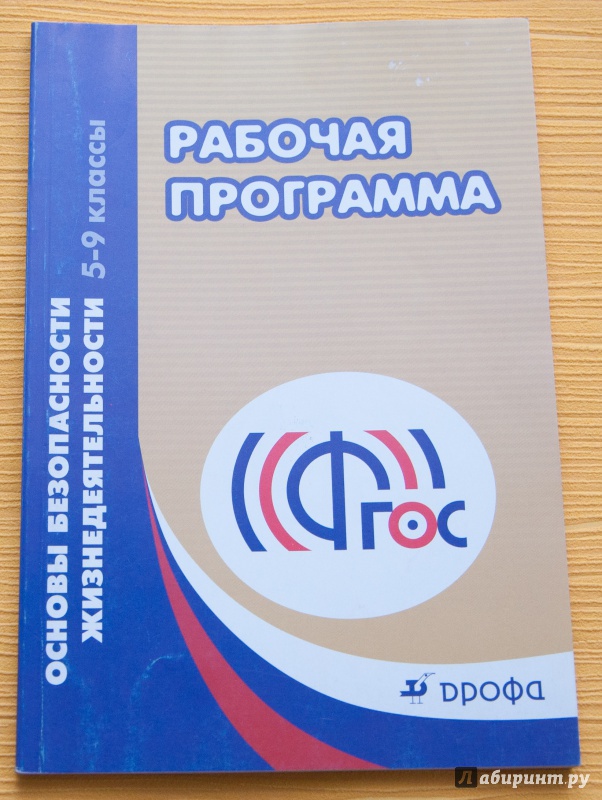 РАБОЧАЯ
ПРОГРАММА
ОСНОВЫ БЕЗОПАСНОСТИ
ЖИЗНЕДЕЯТЕЛЬНОСТИ 5-9 классы
ФГОС
дрофа
Лабиринт.ру